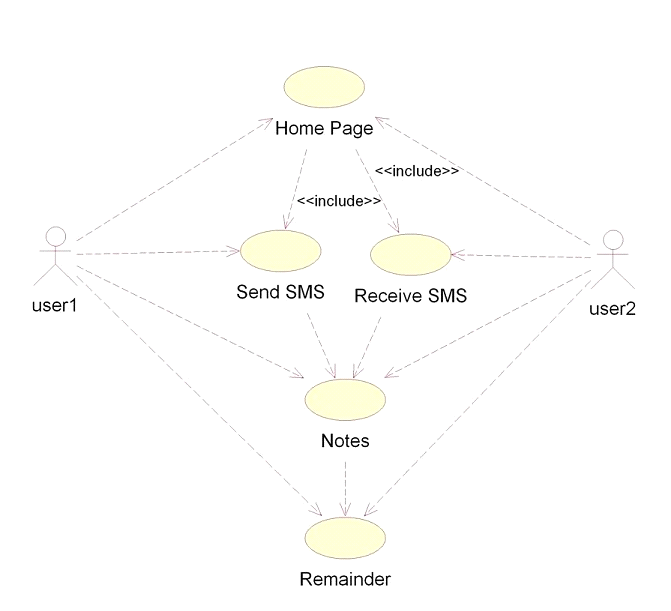 Home Page
<<include>>
<<include>>
Send SMS
Receive SMS
user1
user2
Notes
Remainder